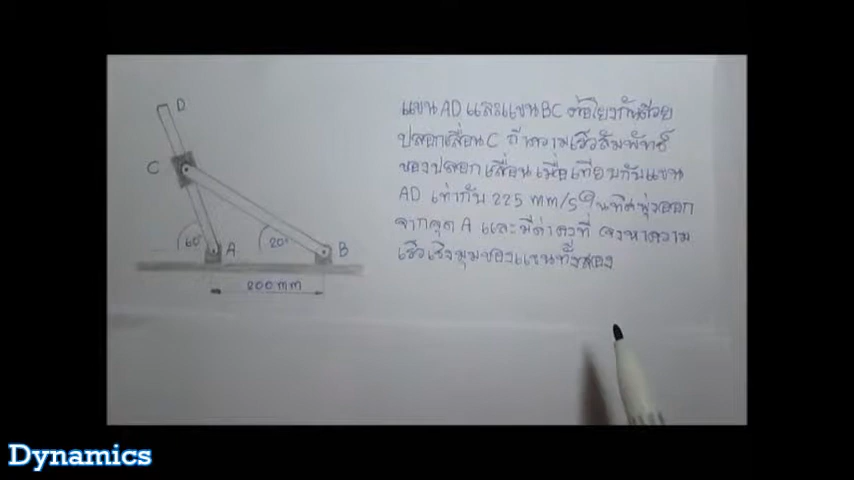 D
C
60°
A
20°
B
200 mm
แขน AD และแขน BC ต่อโยงกันด้วย
ปลอกเลื่อน C ถ้าความเร็วสัมพัทธ์
ของปลอกเลื่อนเมื่อเทียบกับแขน
AD เท่ากับ 225 mm/s ในทิศพุ่งออก
จากจุด A และมีค่าคงที่ จงหาความ
เร็วเชิงมุมของแขนทั้งสอง
Dynamics